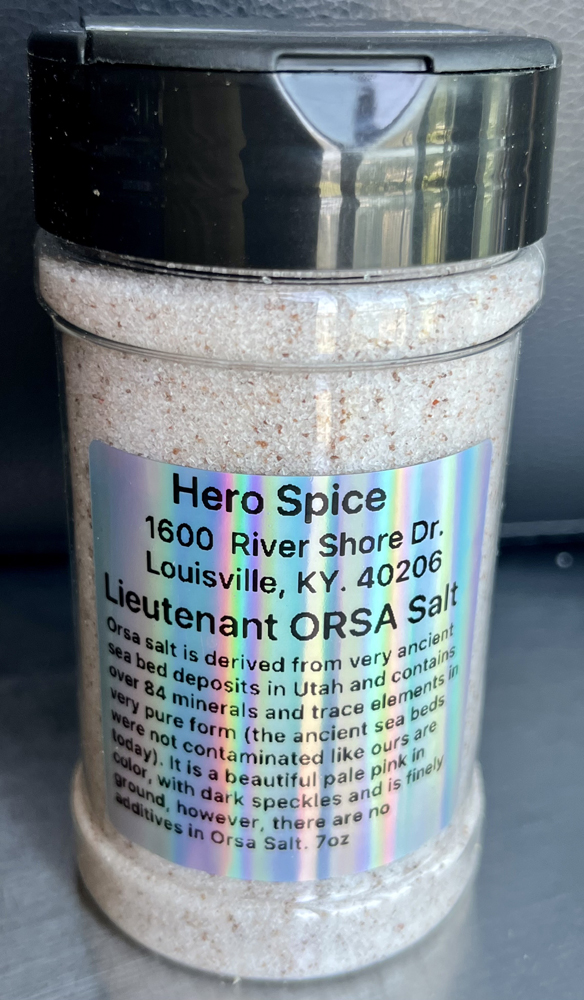 Hero Spice
1600 River Shore Dr.
Louisville, KY. 40206
Lieutenant ORSA Salt
Orsa salt is derived from very ancient
sea bed deposits in Utah and contains
over 84 minerals and trace elements in
very pure form (the ancient sea beds
were not contaminated like ours are
today). It is a beautiful pale pink in
color, with dark speckles and is finely
ground, however, there are no
additives in Orsa Salt. 7oz